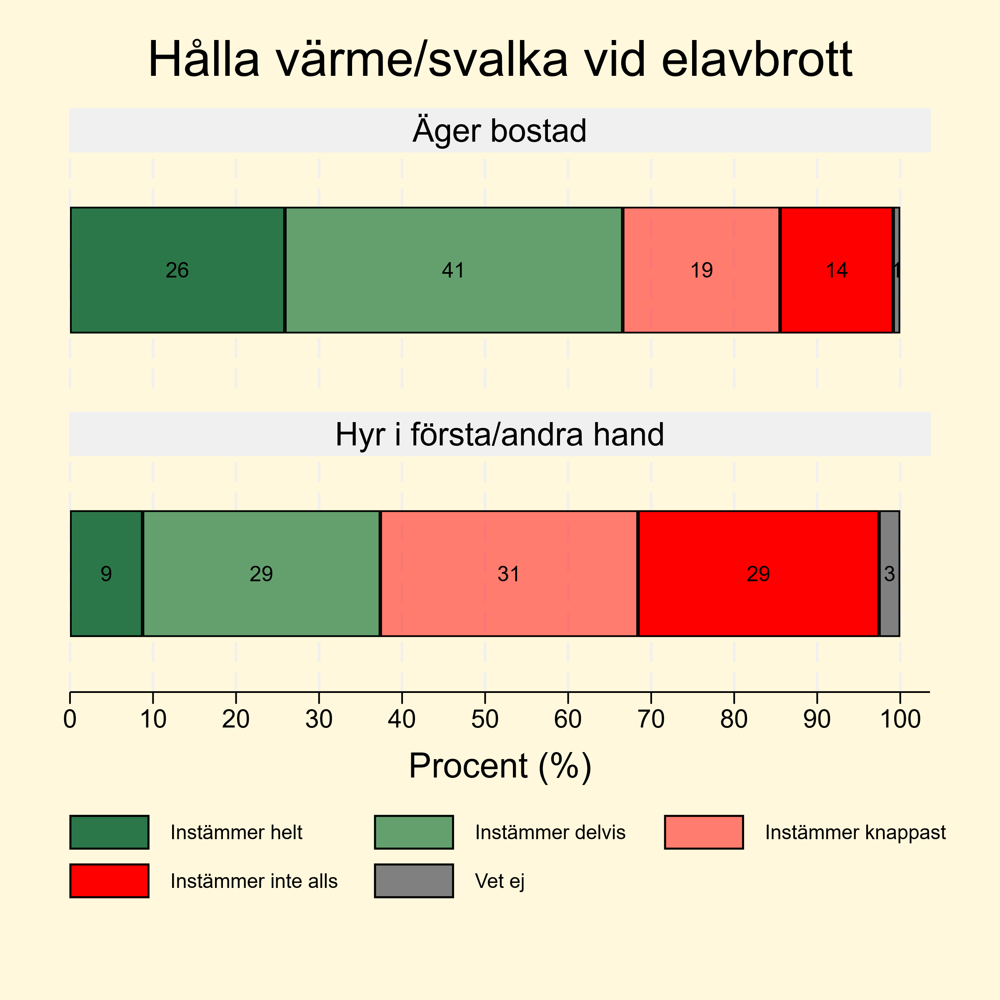 Hålla värme/svalka vid elavbrott
Äger bostad
26 41 19 14 1
Hyr i första/andra hand
9 29 31 29 3
0 10 20 30 40 50 60 70 80 90 100
Procent (%)
Instämmer helt Instämmer delvis Instämmer knappast
Instämmer inte alls Vet ej